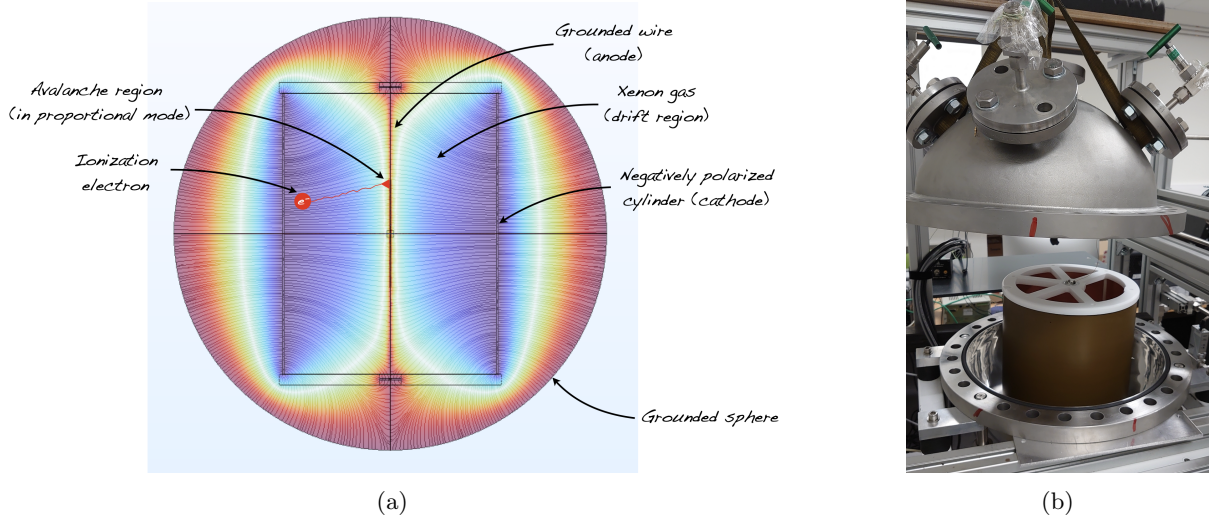 Grounded wire
(anode)
Avalanche region
(in proportional mode)
Xenon gas
(drift region)
Ionization
electron
e⁻
Negatively polarized
cylinder (cathode)
Grounded sphere
(a)
(b)